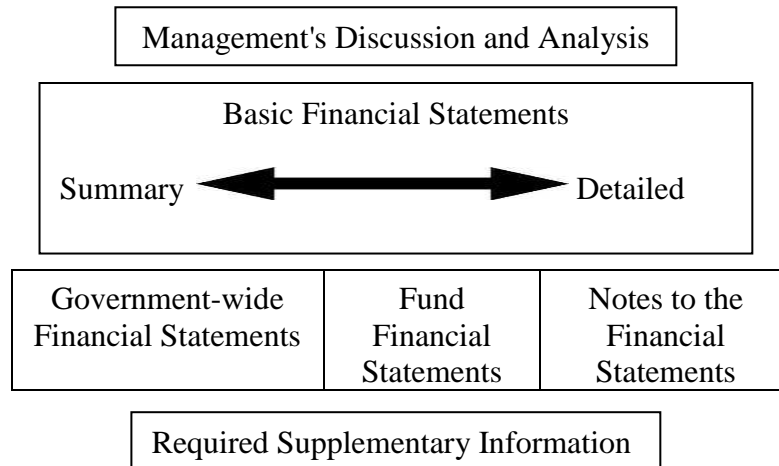 Management's Discussion and Analysis
Basic Financial Statements
Summary Detailed
Government-wide
Financial Statements
Fund
Financial
Statements
Notes to the
Financial
Statements
Required Supplementary Information